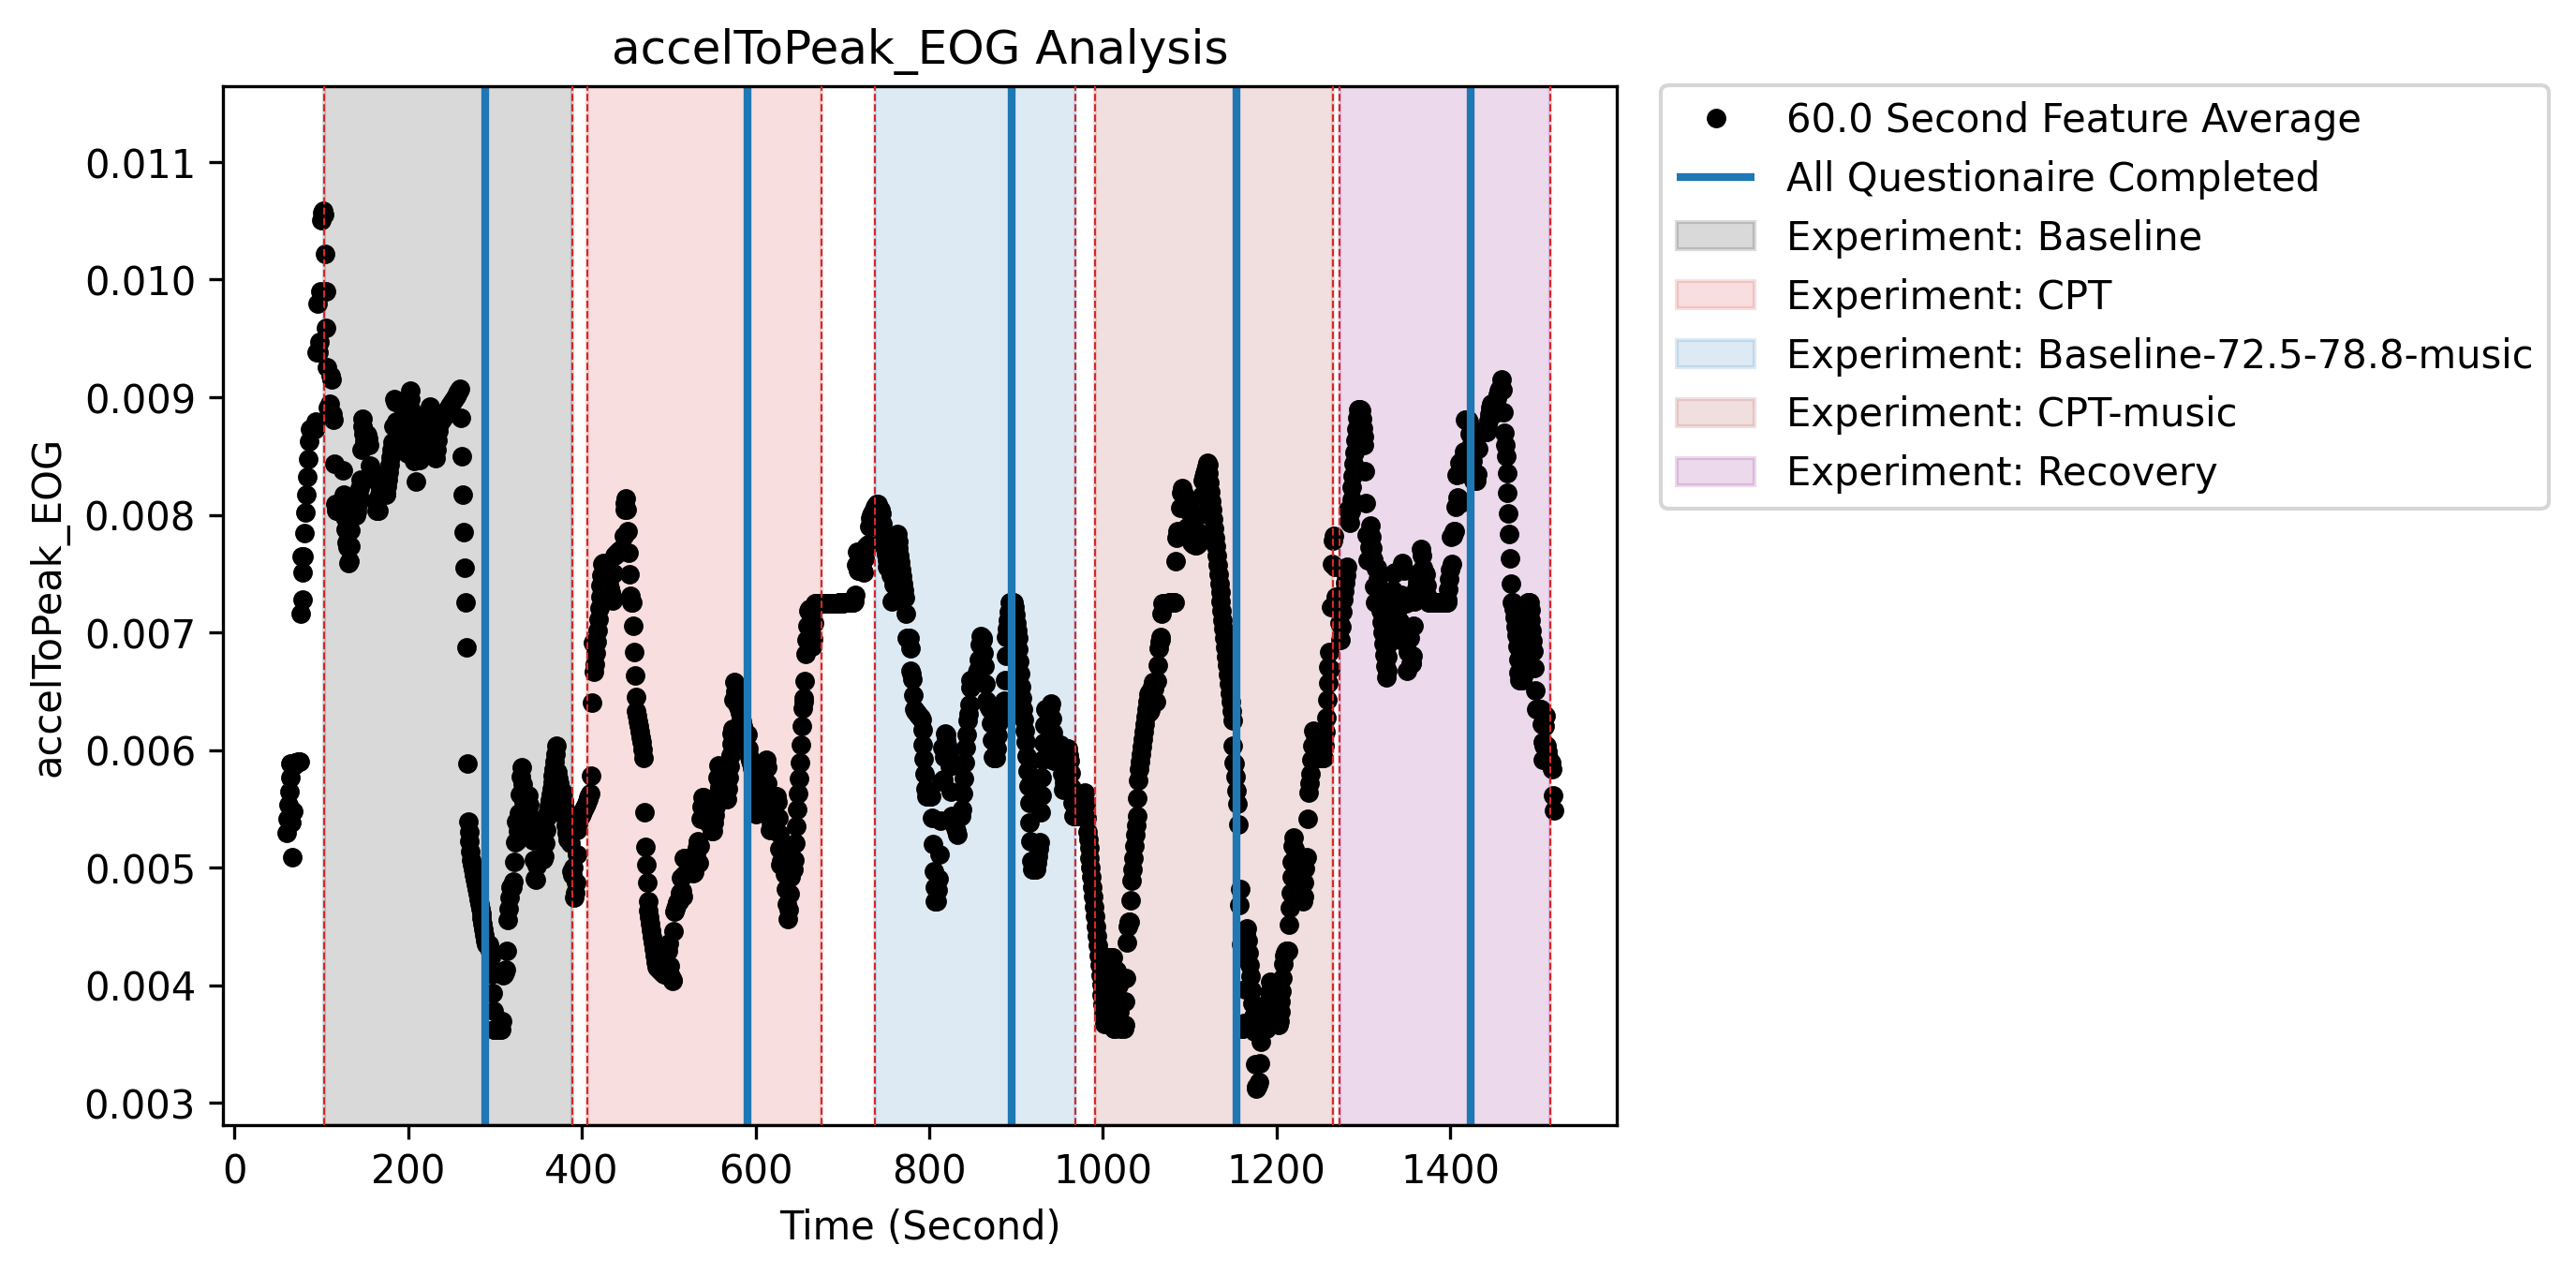 accelToPeak_EOG Analysis
accelToPeak_EOG
0.011
0.010
0.009
0.008
0.007
0.006
0.005
0.004
0.003
0 200 400 600 800 1000 1200 1400
Time (Second)
60.0 Second Feature Average
All Questionaire Completed
Experiment: Baseline
Experiment: CPT
Experiment: Baseline-72.5-78.8-music
Experiment: CPT-music
Experiment: Recovery